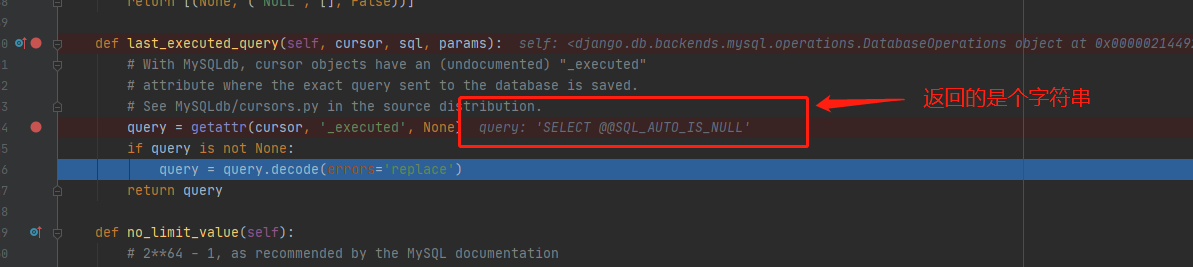 8 return [(None, ("NULL", [], False))]
9
0 def last_executed_query(self, cursor, sql, params): self: <django.db.backends.mysql.operations.DatabaseOperations object at 0x0000021449
1 # With MySQLdb, cursor objects have an (undocumented) "_executed"
2 # attribute where the exact query sent to the database is saved.
3 # See MySQLdb/cursors.py in the source distribution.
返回的是个字符串
4 query = getattr(cursor, '_executed', None) query: 'SELECT @@SQL_AUTO_IS_NULL'
5 if query is not None:
6 query = query.decode(errors='replace')
7 return query
8
9 def no_limit_value(self):
0 # 2**64 - 1, as recommended by the MySQL documentation